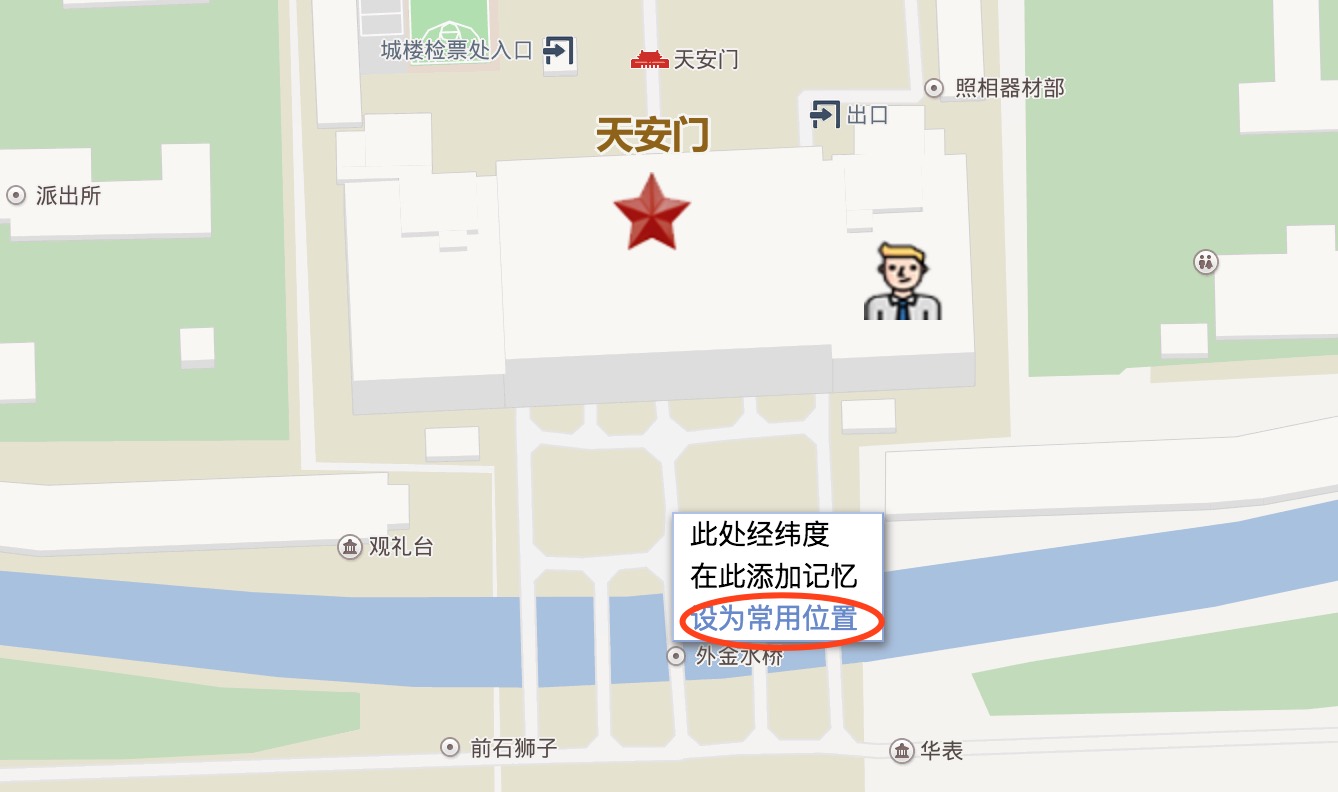 城楼检票处入口
天安门
照相器材部
出口
天安门
派出所
此处经纬度
在此添加记忆
设为常用位置
观礼台
外金水桥
前石狮子
华表